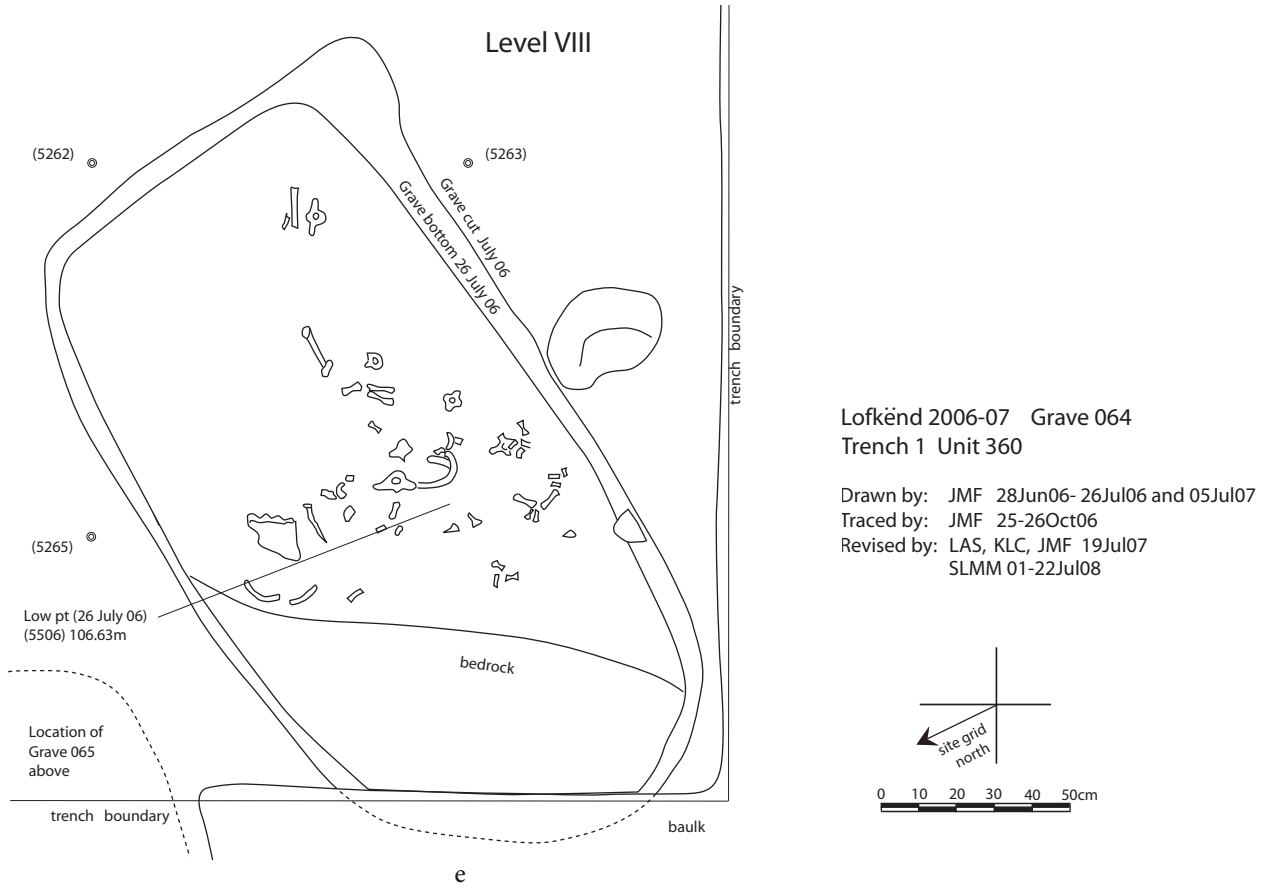 Level VIII
(5262)
(5263)
Grave cut July 06
Grave bottom 26 July 06
trench boundary
(5265)
Low pt (26 July 06)
(5506) 106.63m
bedrock
Location of
Grave 065
above
trench boundary
baulk
e
Lofkënd 2006-07 Grave 064
Trench 1 Unit 360
Drawn by: JMF 28Jun06- 26Jul06 and 05Jul07
Traced by: JMF 25-26Oct06
Revised by: LAS, KLC, JMF 19Jul07
SLMM 01-22Jul08
site grid
north
0 10 20 30 40 50cm